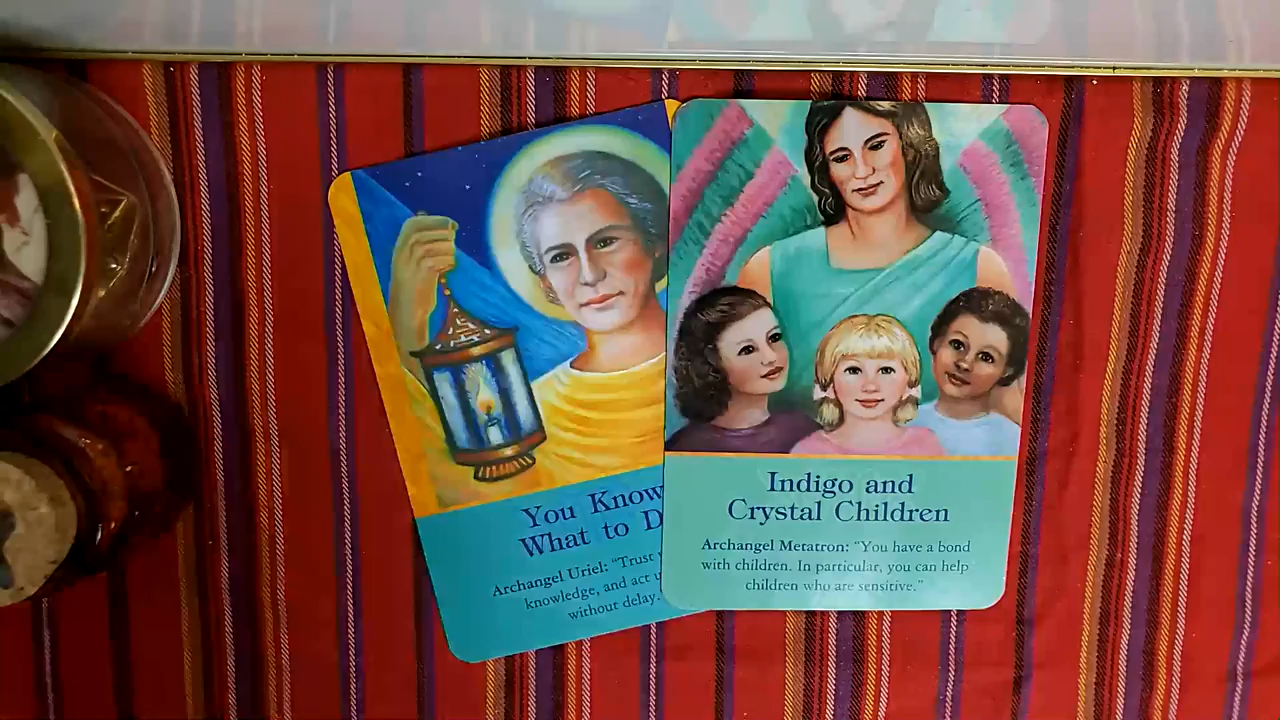 You Know
What to D
Archangel Uriel: "Trust
knowledge, and act u
without delay.
Indigo and
Crystal Children
Archangel Metatron: "You have a bond
with children. In particular, you can help
children who are sensitive."